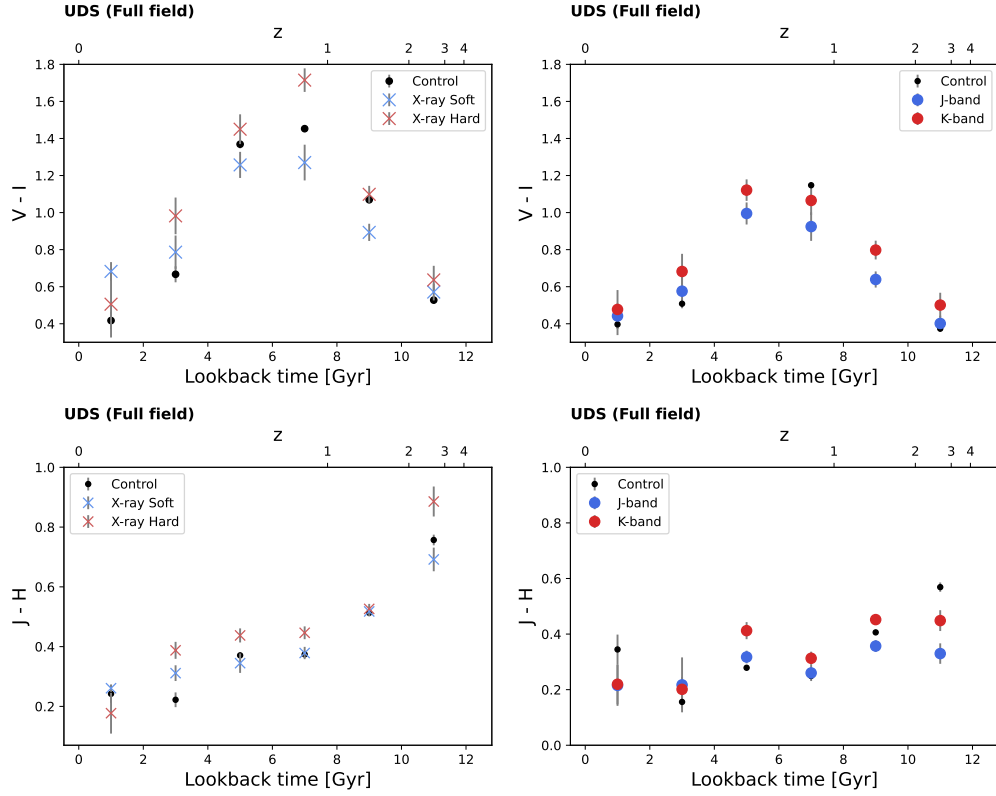 UDS (Full field)
z
0 1 2 3 4
1.8
1.6
1.4
1.2
1.0
0.8
0.6
0.4
V - I
Control
X-ray Soft
X-ray Hard
0 2 4 6 8 10 12
Lookback time [Gyr]
UDS (Full field)
z
0 1 2 3 4
1.8
1.6
1.4
1.2
1.0
0.8
0.6
0.4
V - I
Control
J-band
K-band
0 2 4 6 8 10 12
Lookback time [Gyr]
UDS (Full field)
z
0 1 2 3 4
1.0
0.8
0.6
0.4
0.2
J - H
Control
X-ray Soft
X-ray Hard
0 2 4 6 8 10 12
Lookback time [Gyr]
UDS (Full field)
z
0 1 2 3 4
1.0
0.8
0.6
0.4
0.2
0.0
J - H
Control
J-band
K-band
0 2 4 6 8 10 12
Lookback time [Gyr]